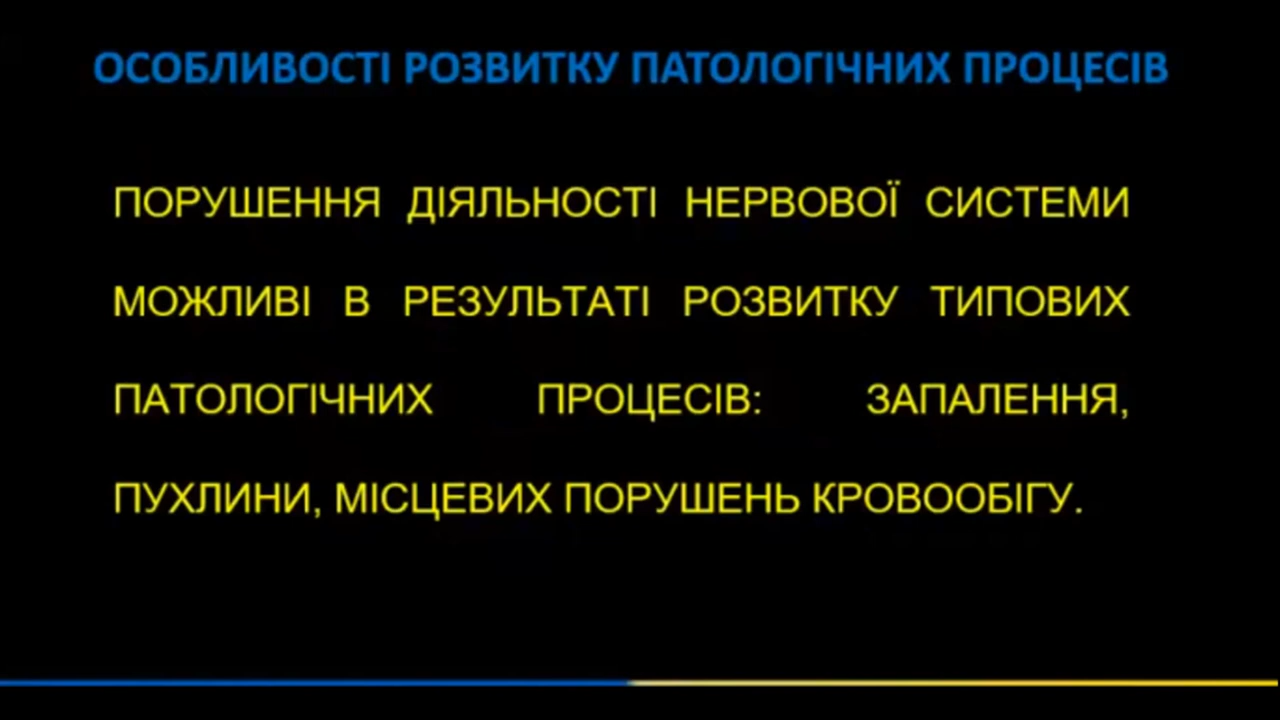 ОСОБЛИВОСТІ РОЗВИТКУ ПАТОЛОГІЧНИХ ПРОЦЕСІВ
ПОРУШЕННЯ ДІЯЛЬНОСТІ НЕРВОВОЇ СИСТЕМИ
МОЖЛИВІ В РЕЗУЛЬТАТІ РОЗВИТКУ ТИПОВИХ
ПАТОЛОГІЧНИХ ПРОЦЕСІВ: ЗАПАЛЕННЯ,
ПУХЛИНИ, МІСЦЕВИХ ПОРУШЕНЬ КРОВООБІГУ.